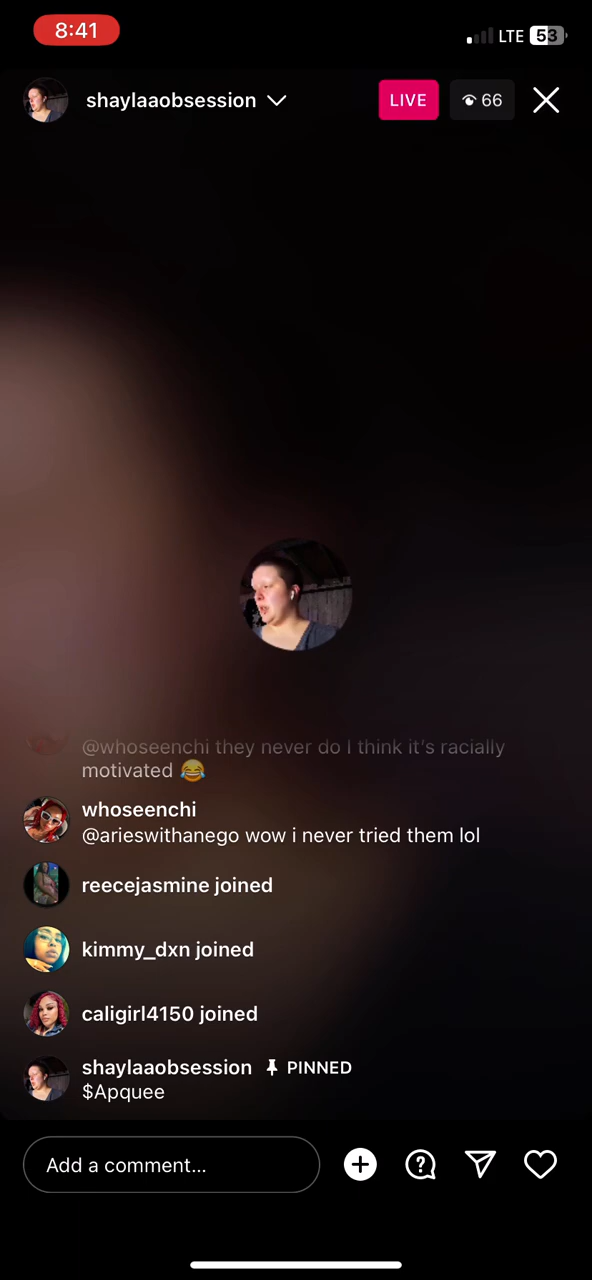 8:41
LTE 53
shaylaaobsession
LIVE
66
@whoseenchi they never do I think it's racially
motivated 😂
whoseenchi
@arieswithanego wow i never tried them lol
reecejasmine joined
kimmy_dxn joined
caligirl4150 joined
shaylaaobsession PINNED
$Apquee
Add a comment...